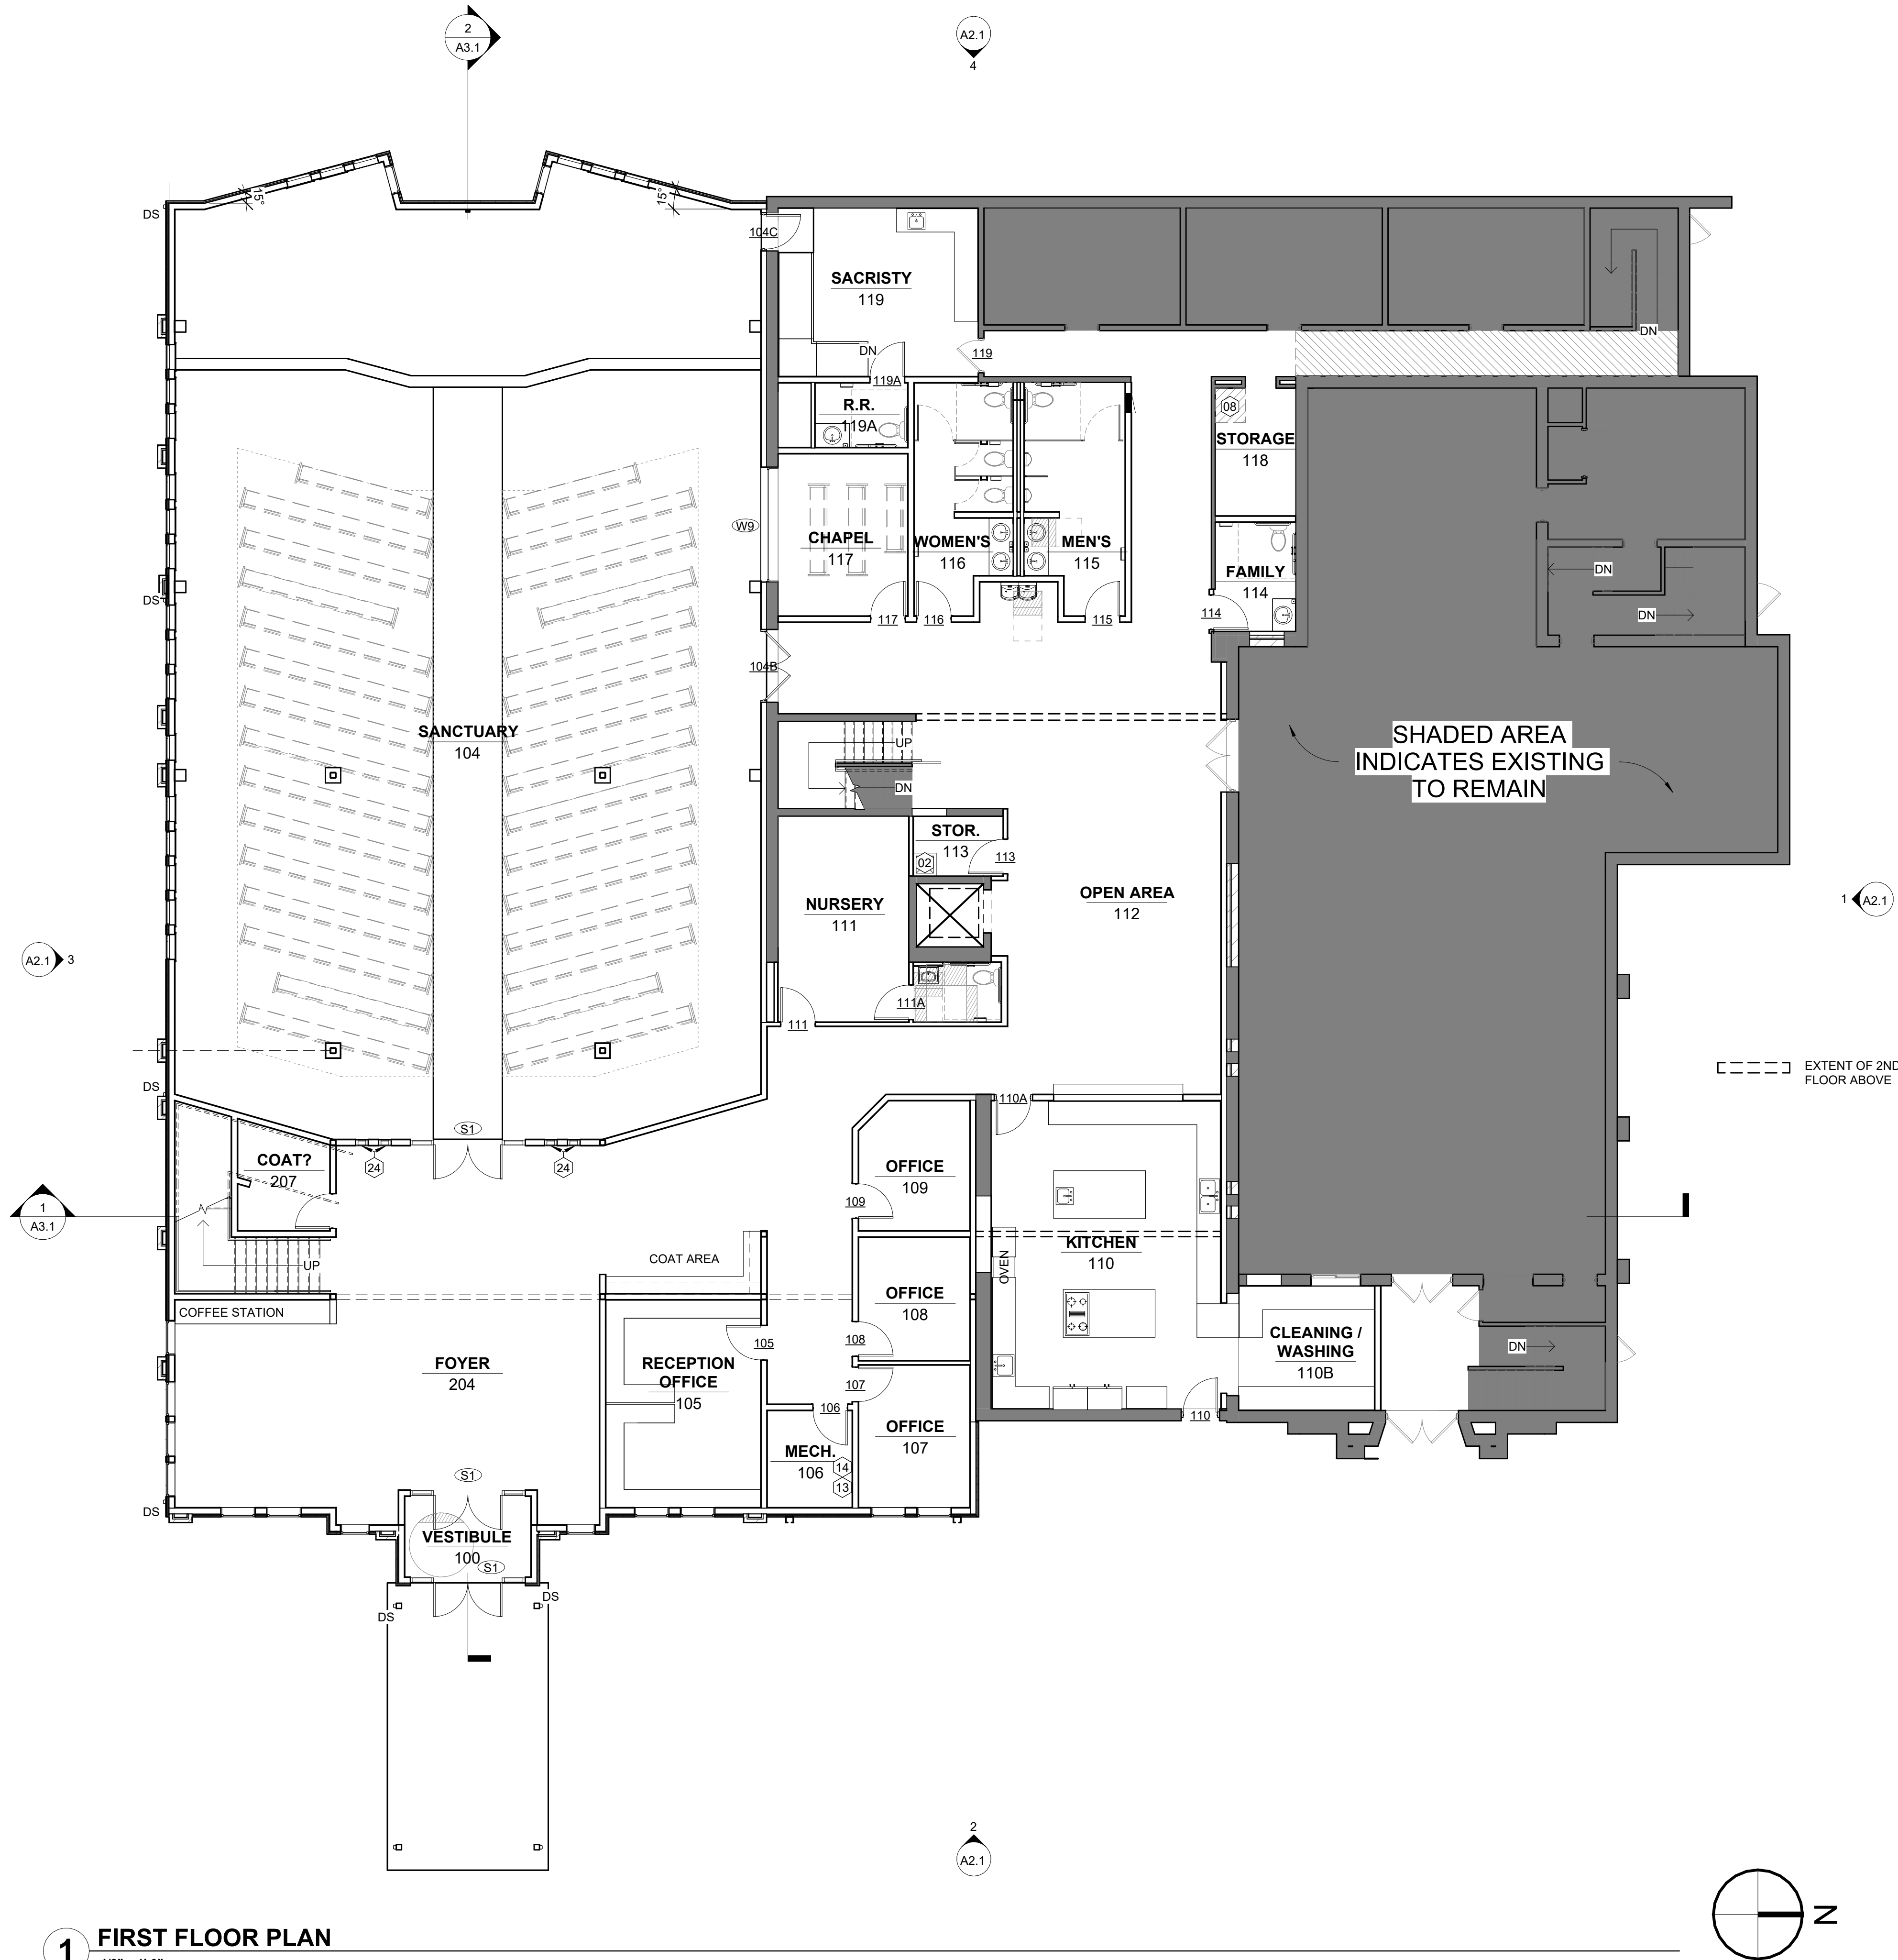 2
A3.1
A2.1
4
15°
15°
DS
104C
SACRISTY
119
DN
119
DN
119A
R.R.
119A
08
STORAGE
118
W9
CHAPEL
117
WOMEN'S
116
MEN'S
115
FAMILY
114
DN
DN
DS
117
116
115
114
104B
SANCTUARY
104
UP
DN
SHADED AREA
INDICATES EXISTING
TO REMAIN
STOR.
113
113
02
NURSERY
111
OPEN AREA
112
1
A2.1
A2.1
3
111A
111
EXTENT OF 2ND
FLOOR ABOVE
DS
110A
S1
COAT?
207
24
24
OFFICE
109
109
1
A3.1
UP
COAT AREA
KITCHEN
110
OVEN
COFFEE STATION
OFFICE
108
108
105
CLEANING /
WASHING
110B
DN
FOYER
204
RECEPTION
OFFICE
105
107
106
110
OFFICE
107
MECH.
106
14
13
S1
DS
VESTIBULE
100
S1
DS
DS
2
A2.1
N
1
FIRST FLOOR PLAN